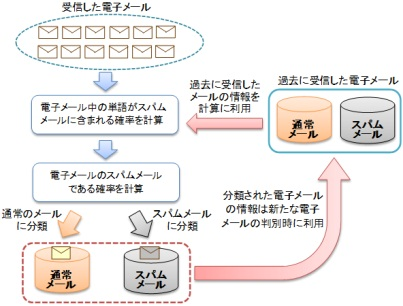 受信した電子メール
電子メール中の単語がスパム
メールに含まれる確率を計算
過去に受信した
メールの情報を
計算に利用
過去に受信した電子メール
通常
メール
スパム
メール
電子メールのスパムメール
である確率を計算
通常のメール
に分類
スパムメール
に分類
分類された電子メール
の情報は新たな電子
メールの判別時に利用
通常
メール
スパム
メール